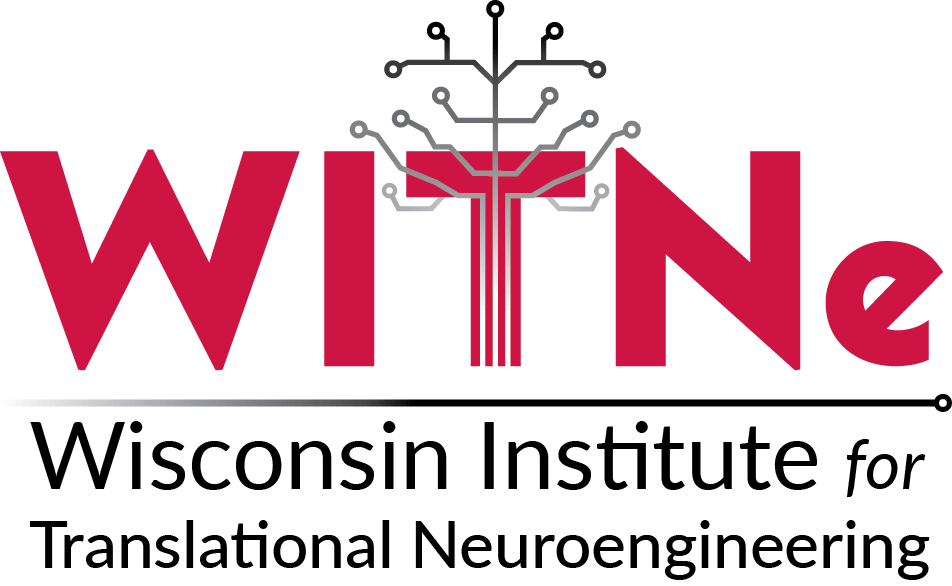 WITNe
Wisconsin Institute for
Translational Neuroengineering